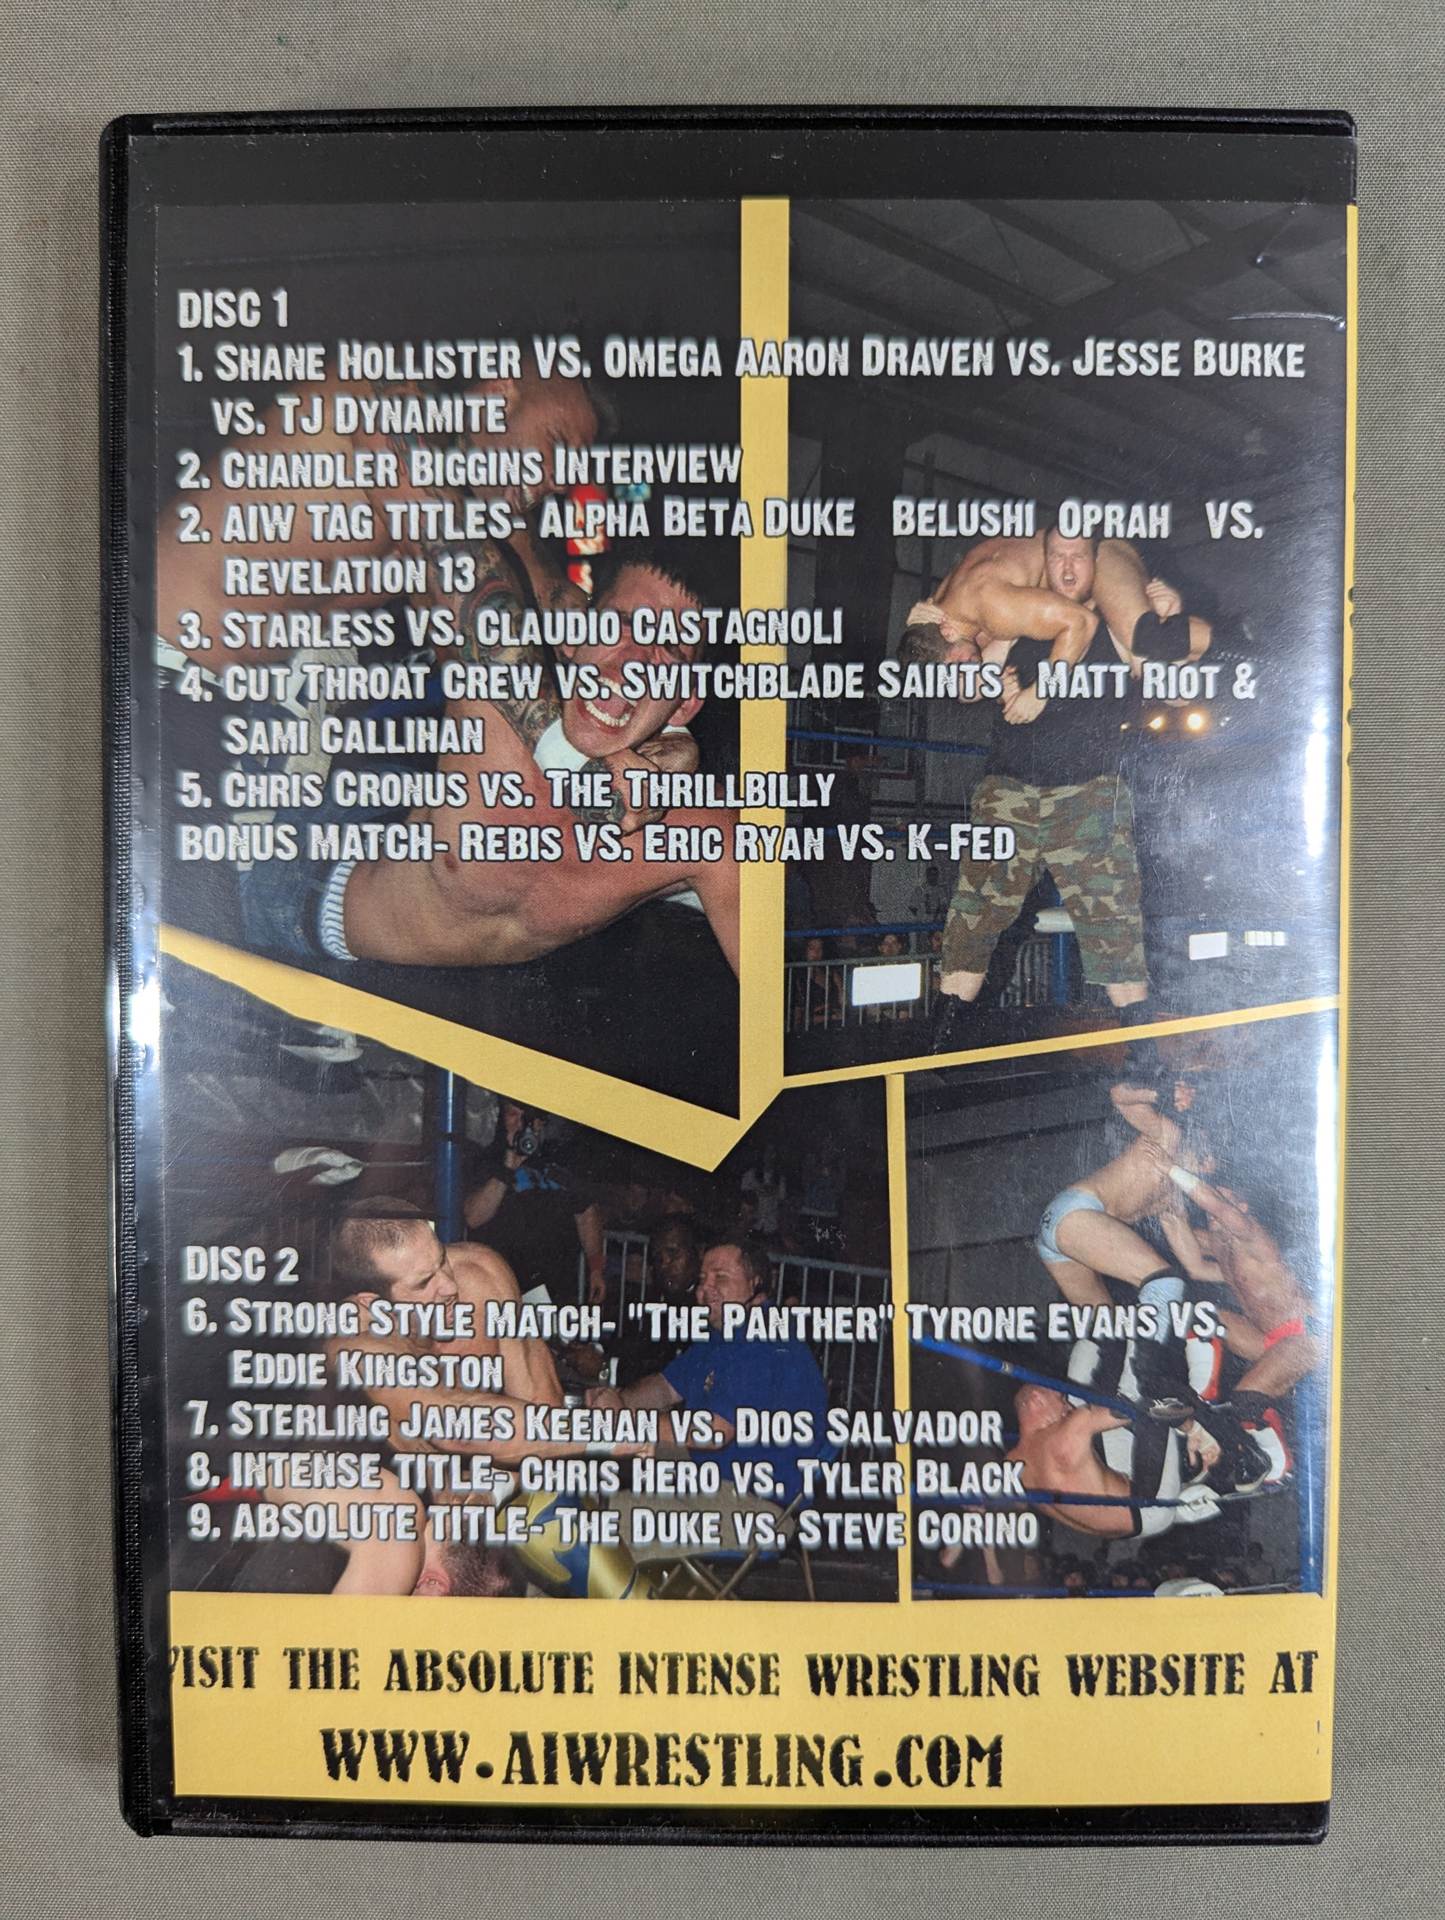 DISC 1
1. SHANE HOLLISTER VS. OMEGA AARON DRAVEN VS. JESSE BURKE
VS. TJ DYNAMITE
2. CHANDLER BIGGINS INTERVIEW
2. AIW TAG TITLES- ALPHA BETA DUKE BELUSHI OPRAH VS.
REVELATION 13
3. STARLESS VS. CLAUDIO CASTAGNOLI
4. CUT THROAT CREW VS. SWITCHBLADE SAINTS MATT RIOT &
SAMI CALLIHAN
5. CHRIS CRONUS VS. THE THRILLBILLY
BONUS MATCH- REBIS VS. ERIC RYAN VS. K-FED
DISC 2
6. STRONG STYLE MATCH- "THE PANTHER" TYRONE EVANS VS.
EDDIE KINGSTON
7. STERLING JAMES KEENAN VS. DIOS SALVADOR
8. INTENSE TITLE- CHRIS HERO VS. TYLER BLACK
9. ABSOLUTE TITLE- THE DUKE VS. STEVE CORINO
VISIT THE ABSOLUTE INTENSE WRESTLING WEBSITE AT
WWW.AIWRESTLING.COM